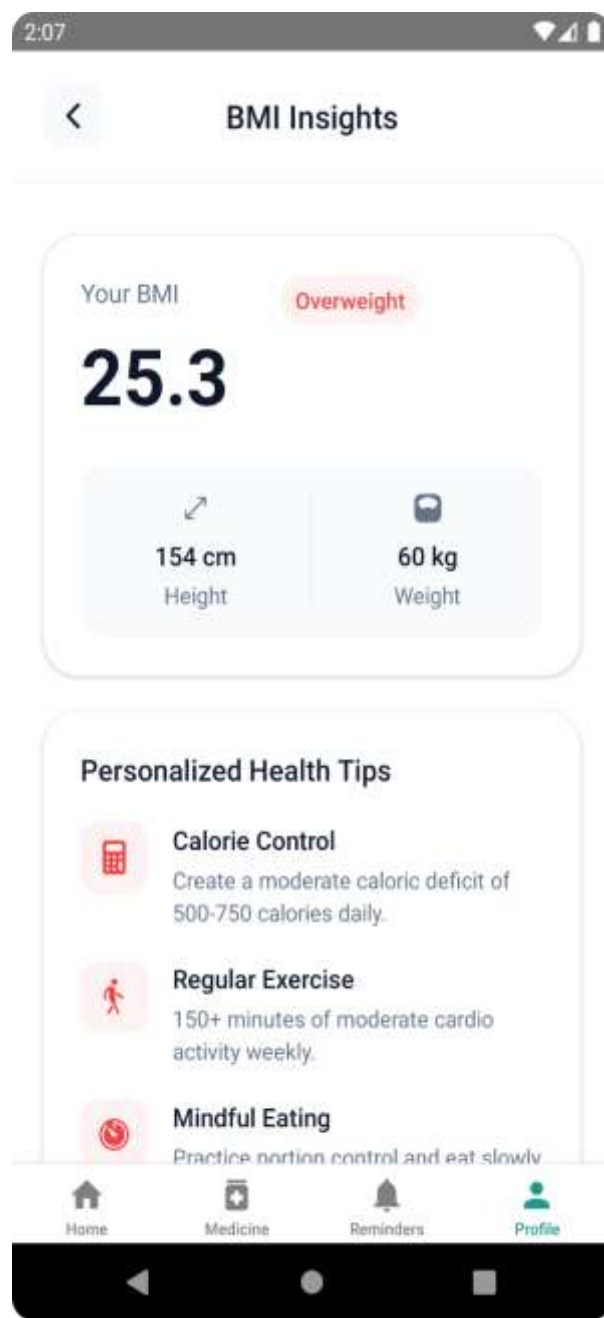 2:07
BMI Insights
Your BMI
Overweight
25.3
154 cm
60 kg
Height
Weight
Personalized Health Tips
Calorie Control
Create a moderate caloric deficit of
500-750 calories daily.
Regular Exercise
150+ minutes of moderate cardio
activity weekly.
Mindful Eating
Practice portion control and eat slowly
Home
Medicine
Reminders
Profile